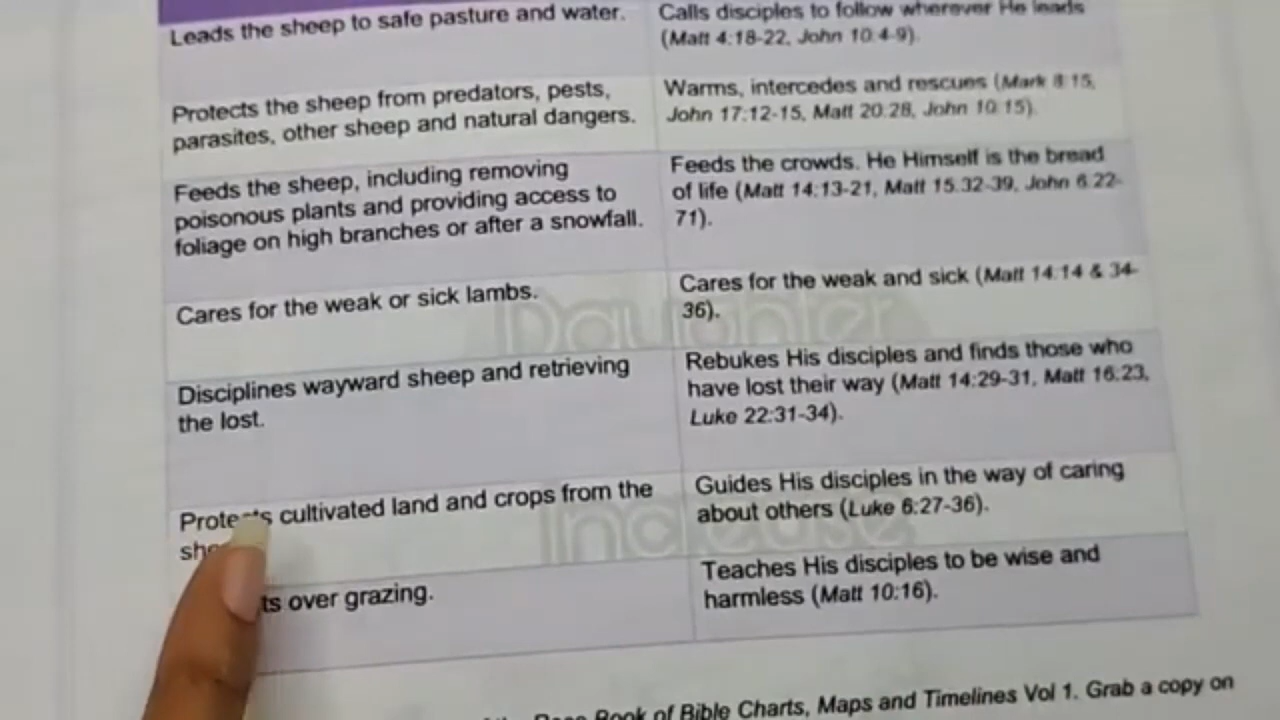 Leads the sheep to safe pasture and water.
Calls disciples to follow wherever He leads
(Matt 4:18-22, John 10:4-9).
Protects the sheep from predators, pests,
parasites, other sheep and natural dangers.
Warms, intercedes and rescues (Mark 8:15,
John 17:12-15, Matt 20:28, John 10:15).
Feeds the sheep, including removing
poisonous plants and providing access to
foliage on high branches or after a snowfall.
Feeds the crowds. He Himself is the bread
of life (Matt 14:13-21, Matt 15:32-39, John 6:22-
71).
Cares for the weak or sick lambs.
Cares for the weak and sick (Matt 14:14 & 34-
36).
Disciplines wayward sheep and retrieving
the lost.
Rebukes His disciples and finds those who
have lost their way (Matt 14:29-31, Matt 16:23,
Luke 22:31-34).
Protects cultivated land and crops from the
Guides His disciples in the way of caring
about others (Luke 6:27-36).
over grazing.
Teaches His disciples to be wise and
harmless (Matt 10:16).
Daughter
Increase
Book of Bible Charts, Maps and Timelines Vol 1. Grab a copy on